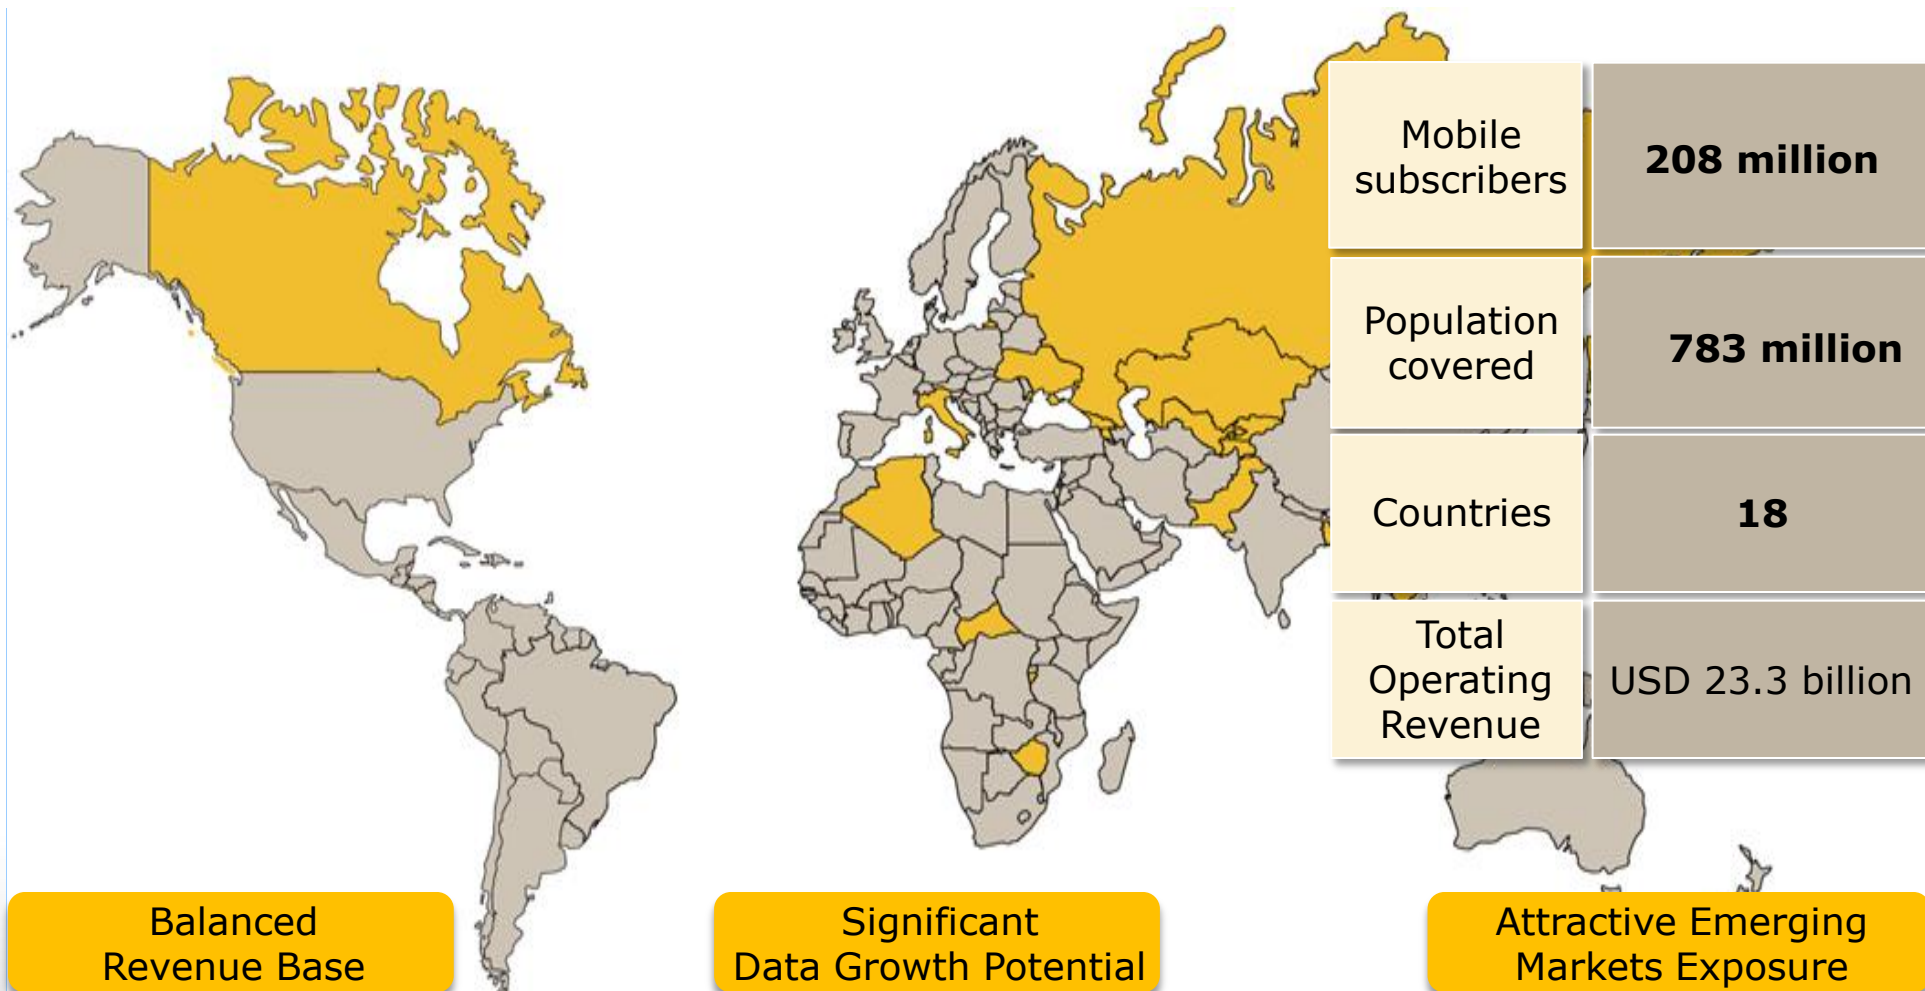 Mobile
subscribers
208 million
Population
covered
783 million
Countries
18
Total
Operating
Revenue
USD 23.3 billion
Balanced
Revenue Base
Significant
Data Growth Potential
Attractive Emerging
Markets Exposure